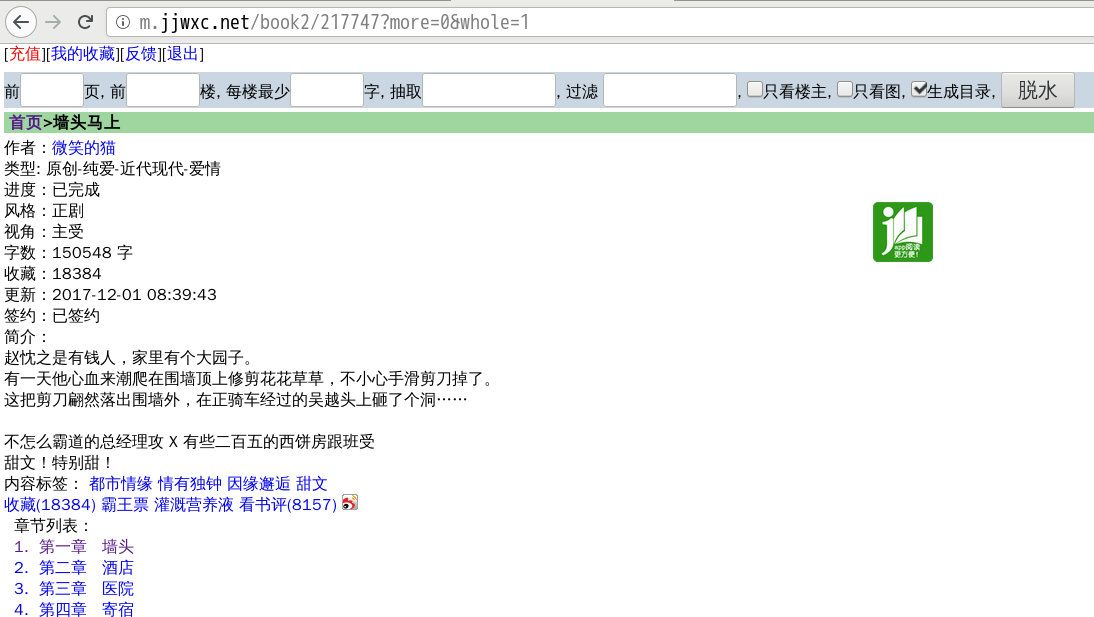 m.jjwxc.net/book2/217747?more=0&whole=1
[充值][我的收藏][反馈][退出]
前 页, 前 楼, 每楼最少 字, 抽取 , 过滤 , 只看楼主, 只看图, 生成目录, 脱水
首页>墙头马上
作者：微笑的猫
类型: 原创-纯爱-近代现代-爱情
进度：已完成
风格：正剧
视角：主受
字数：150548 字
收藏：18384
更新：2017-12-01 08:39:43
签约：已签约
简介：
赵忱之是有钱人，家里有个大园子。
有一天他心血来潮爬在围墙顶上修剪花花草草，不小心手滑剪刀掉了。
这把剪刀翩然落出围墙外，在正骑车经过的吴越头上砸了个洞……
不怎么霸道的总经理攻 X 有些二百五的西饼房跟班受
甜文！特别甜！
内容标签： 都市情缘 情有独钟 因缘邂逅 甜文
收藏(18384) 霸王票 灌溉营养液 看书评(8157)
章节列表：
1. 第一章 墙头
2. 第二章 酒店
3. 第三章 医院
4. 第四章 寄宿
app阅读
更方便!